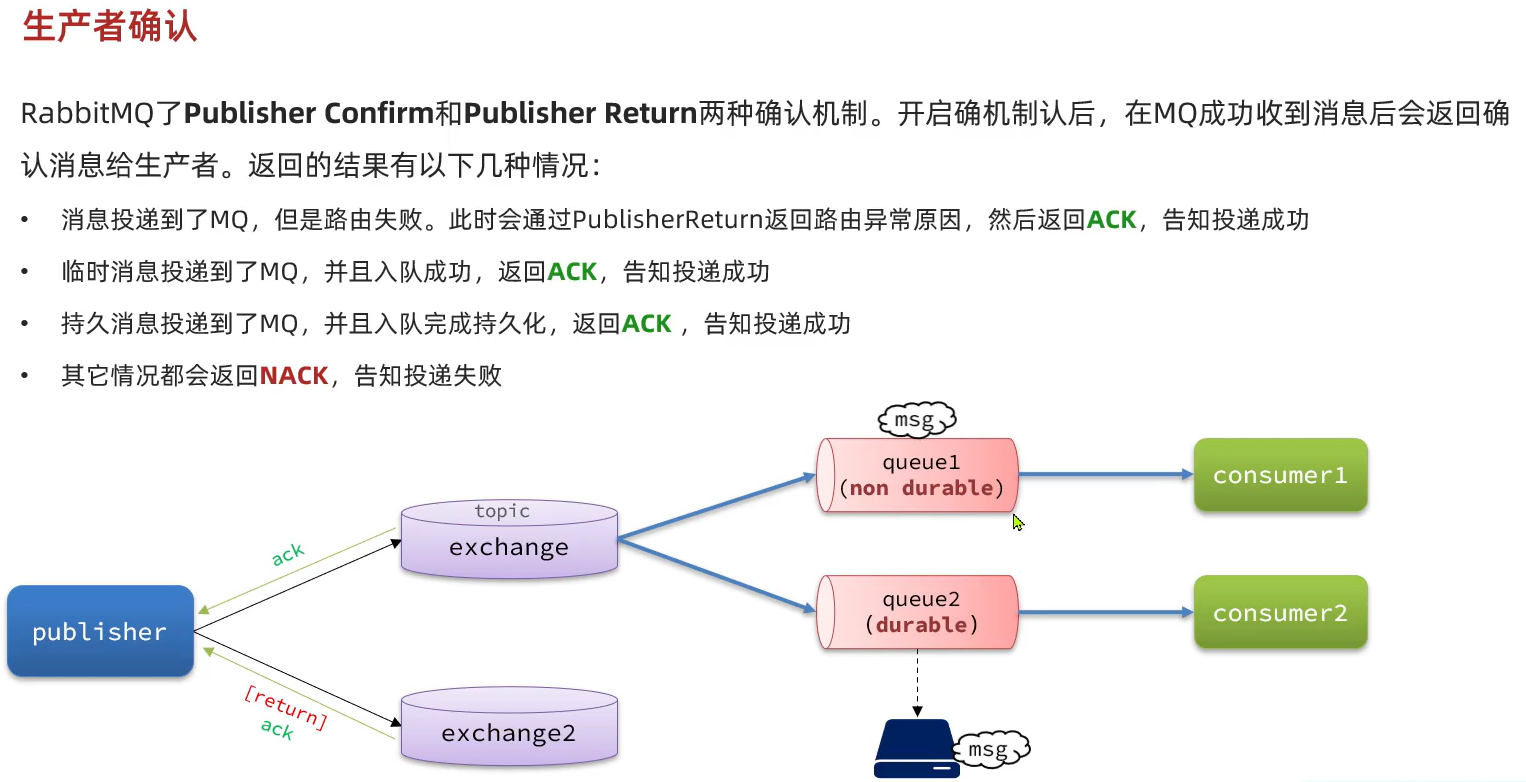 生产者确认
RabbitMQ了Publisher Confirm和Publisher Return两种确认机制。开启确机制认后，在MQ成功收到消息后会返回确
认消息给生产者。返回的结果有以下几种情况：
• 消息投递到了MQ，但是路由失败。此时会通过PublisherReturn返回路由异常原因，然后返回ACK，告知投递成功
• 临时消息投递到了MQ，并且入队成功，返回ACK，告知投递成功
• 持久消息投递到了MQ，并且入队完成持久化，返回ACK ，告知投递成功
• 其它情况都会返回NACK，告知投递失败
msg
queue1
(non durable)
consumer1
topic
exchange
ack
queue2
(durable)
consumer2
publisher
[return]
ack
exchange2
msg